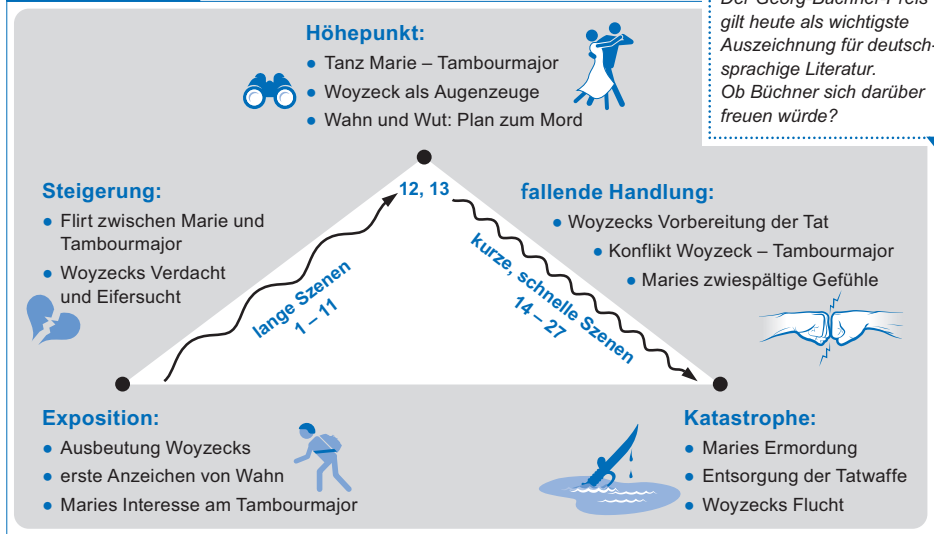 Der Georg-Büchner-Preis
gilt heute als wichtigste
Auszeichnung für deutsch-
sprachige Literatur.
Ob Büchner sich darüber
freuen würde?
Höhepunkt:
● Tanz Marie – Tambourmajor
● Woyzeck als Augenzeuge
● Wahn und Wut: Plan zum Mord
Steigerung:
● Flirt zwischen Marie und
Tambourmajor
● Woyzecks Verdacht
und Eifersucht
12, 13
fallende Handlung:
● Woyzecks Vorbereitung der Tat
● Konflikt Woyzeck – Tambourmajor
● Maries zwiespältige Gefühle
lange Szenen
1 – 11
kurze, schnelle Szenen
14 – 27
Exposition:
● Ausbeutung Woyzecks
● erste Anzeichen von Wahn
● Maries Interesse am Tambourmajor
Katastrophe:
● Maries Ermordung
● Entsorgung der Tatwaffe
● Woyzecks Flucht